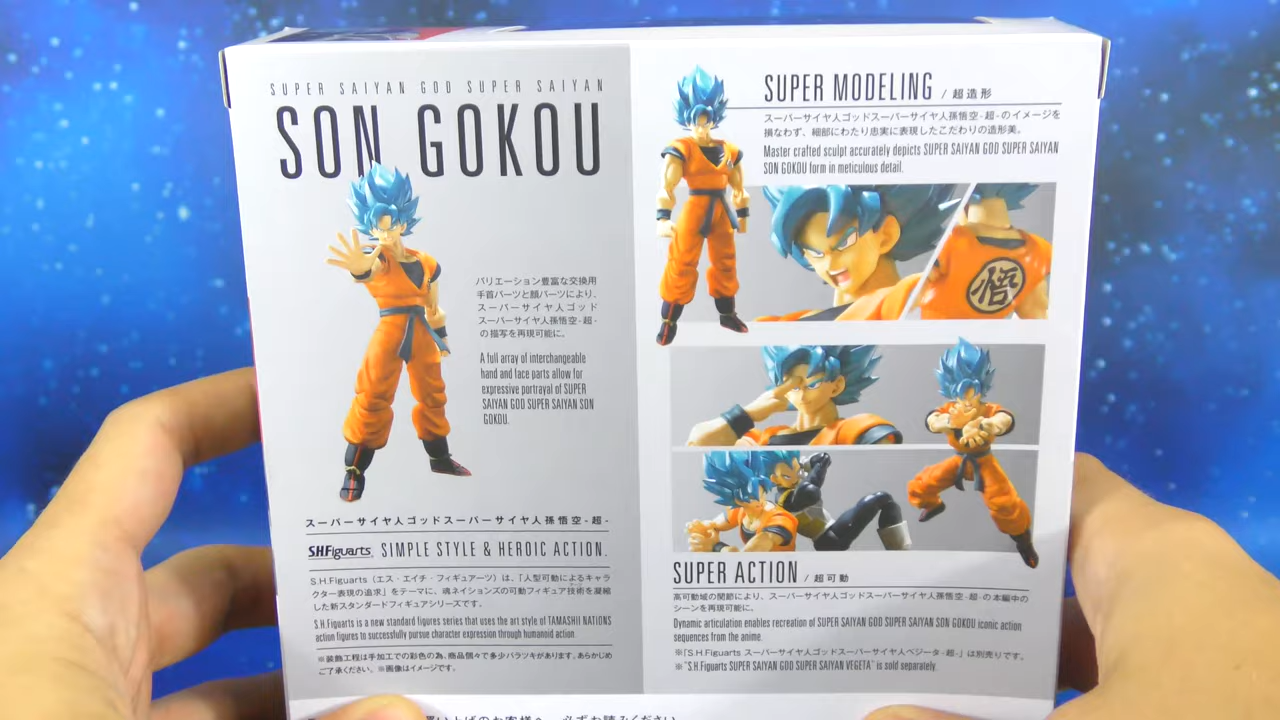 SUPER SAIYAN GOD SUPER SAIYAN
SON GOKOU
バリエーション豊富な交換用
手首パーツと顔パーツにより、
スーパーサイヤ人ゴッド
スーパーサイヤ人孫悟空-超-
の描写を再現可能に。
A full array of interchangeable
hand and face parts allow for
expressive portrayal of SUPER
SAIYAN GOD SUPER SAIYAN SON
GOKOU.
スーパーサイヤ人ゴッドスーパーサイヤ人孫悟空-超-
S.H.Figuarts SIMPLE STYLE & HEROIC ACTION.
S.H.Figuarts（エス・エイチ・フィギュアーツ）は、「人型可動によるキャラ
クター表現の追求」をテーマに、魂ネイションズの可動フィギュア技術を凝縮
した新スタンダードフィギュアシリーズです。
S.H.Figuarts is a new standard figures series that uses the art style of TAMASHII NATIONS
action figures to successfully pursue character expression through humanoid action.
※装飾工程は手加工での彩色の為、商品個々で多少バラツキがあります。あらかじめ
ご了承ください。※画像はイメージです。
SUPER MODELING / 超造形
スーパーサイヤ人ゴッドスーパーサイヤ人孫悟空-超-のイメージを
損なわず、細部にわたり忠実に表現したこだわりの造形美。
Master crafted sculpt accurately depicts SUPER SAIYAN GOD SUPER SAIYAN
SON GOKOU form in meticulous detail.
悟
SUPER ACTION / 超可動
高可動域の関節により、スーパーサイヤ人ゴッドスーパーサイヤ人孫悟空-超-の本編中の
シーンを再現可能に。
Dynamic articulation enables recreation of SUPER SAIYAN GOD SUPER SAIYAN SON GOKOU iconic action
sequences from the anime.
※「S.H.Figuarts スーパーサイヤ人ゴッドスーパーサイヤ人ベジータ-超-」は別売りです。
※ "S.H.Figuarts SUPER SAIYAN GOD SUPER SAIYAN VEGETA" is sold separately.
買い上げのお客様へ 必ずお読みください